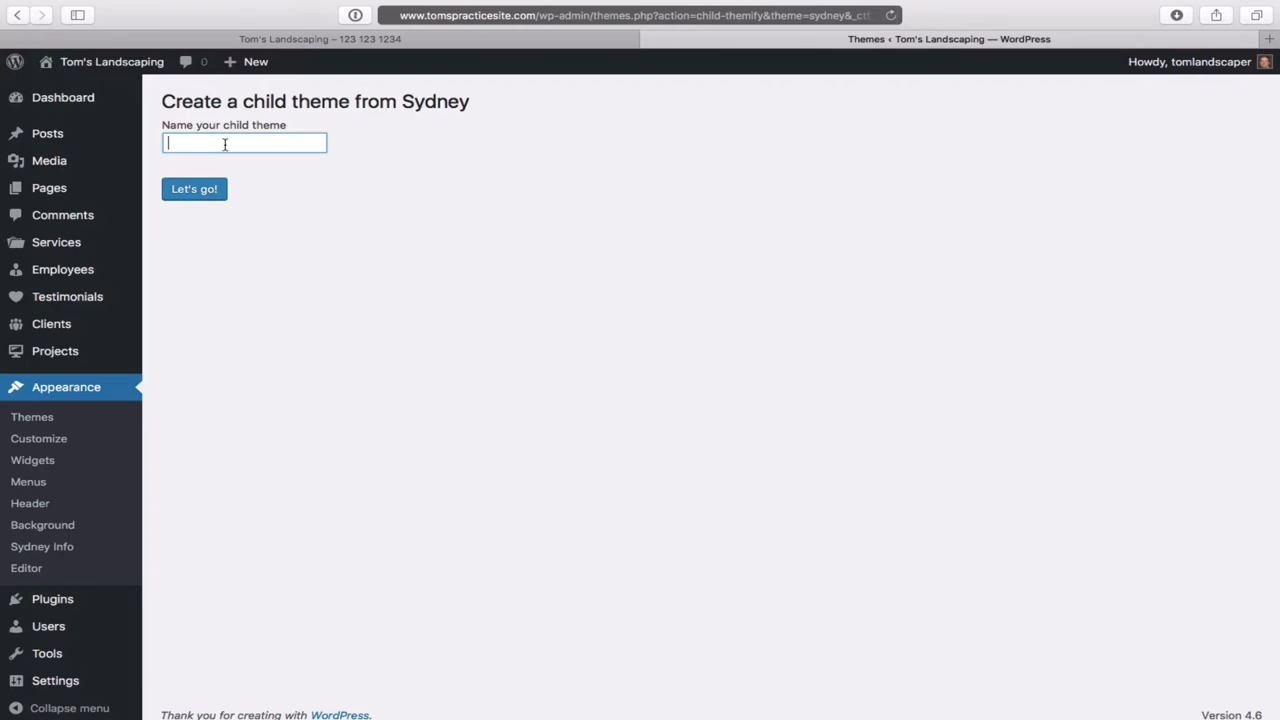 www.tomspracticesite.com/wp-admin/themes.php?action=child-themify&theme=sydney&_ctt
Tom's Landscaping – 123 123 1234
Themes ‹ Tom's Landscaping — WordPress
Tom's Landscaping 0 New Howdy, tomlandscaper
Dashboard
Posts
Media
Pages
Comments
Services
Employees
Testimonials
Clients
Projects
Appearance
Themes
Customize
Widgets
Menus
Header
Background
Sydney Info
Editor
Plugins
Users
Tools
Settings
Collapse menu
Create a child theme from Sydney
Name your child theme
Let's go!
Thank you for creating with WordPress.
Version 4.6